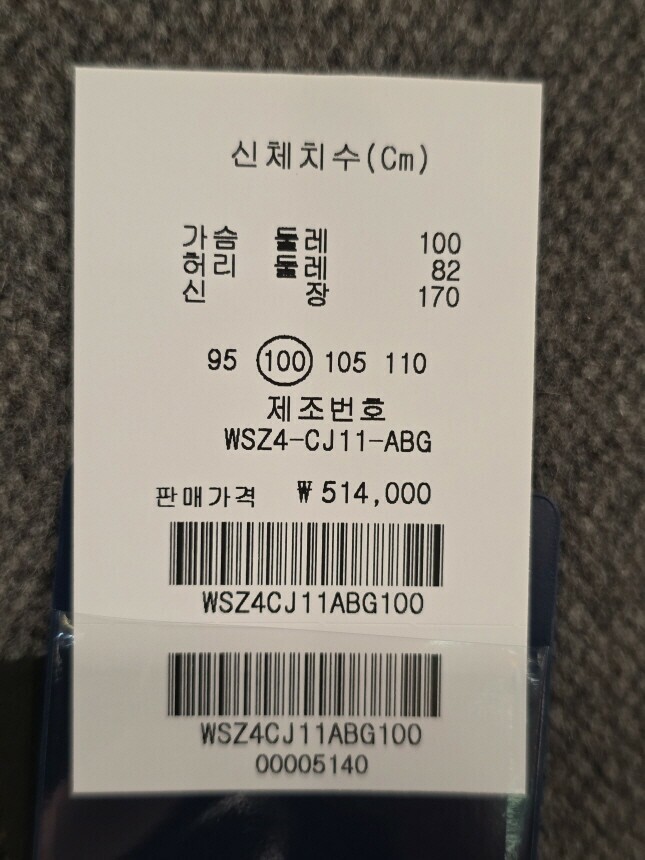 신체치수(Cm)
가슴 둘레 100
허리 둘레 82
신 장 170
95 100 105 110
제조번호
WSZ4-CJ11-ABG
판매가격 ₩514,000
WSZ4CJ11ABG100
WSZ4CJ11ABG100
00005140